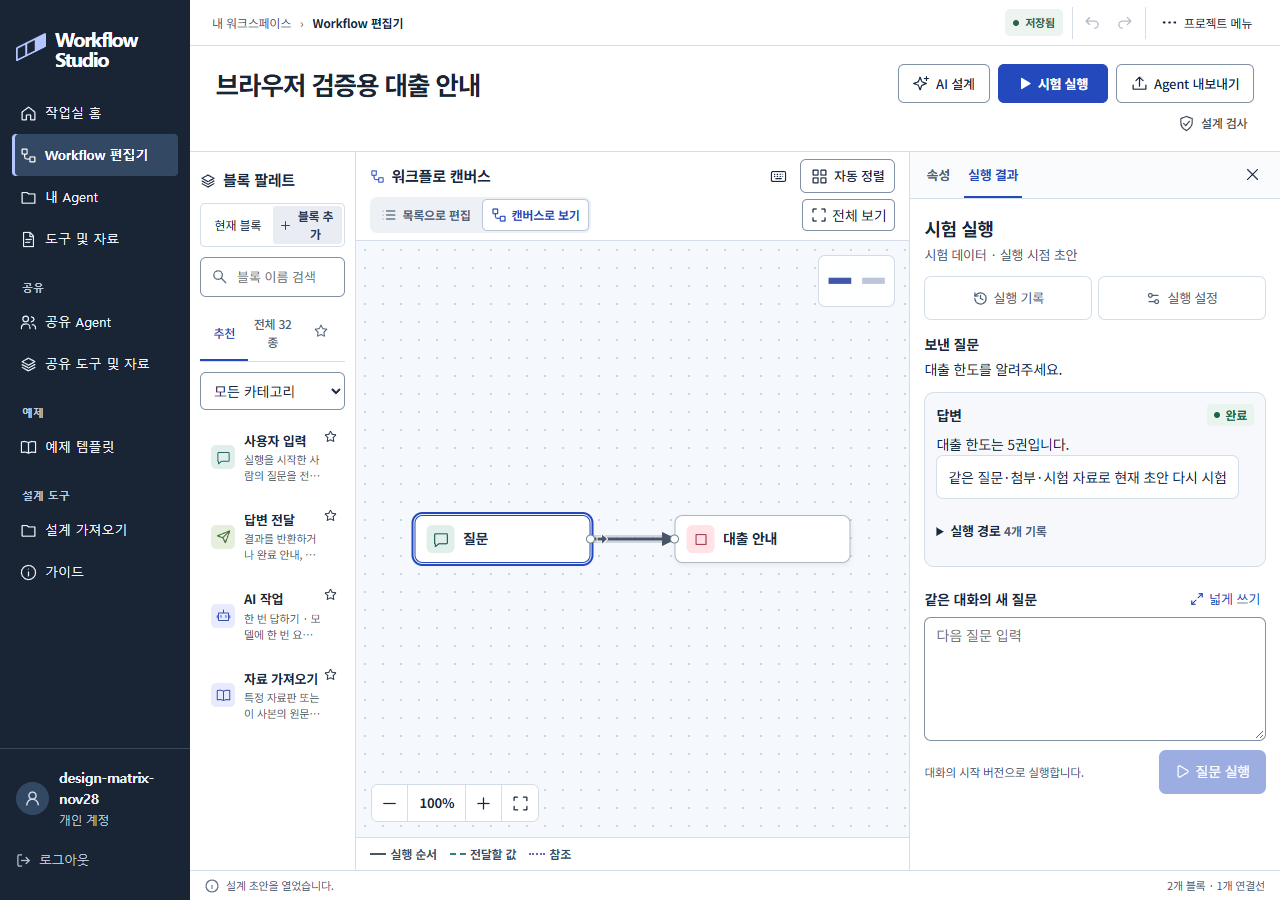 Workflow
Studio
작업실 홈
Workflow 편집기
내 Agent
도구 및 자료
공유
공유 Agent
공유 도구 및 자료
예제
예제 템플릿
설계 도구
설계 가져오기
가이드
design-matrix-
nov28
개인 계정
로그아웃
내 워크스페이스 › Workflow 편집기
저장됨
프로젝트 메뉴
브라우저 검증용 대출 안내
AI 설계
시험 실행
Agent 내보내기
설계 검사
블록 팔레트
현재 블록
블록 추
가
블록 이름 검색
추천
전체 32
종
모든 카테고리
사용자 입력
실행을 시작한 사
람의 질문을 전…
답변 전달
결과를 반환하거
나 완료 안내, …
AI 작업
한 번 답하기 · 모
델에 한 번 요…
자료 가져오기
특정 자료판 또는
이 사본의 원문…
워크플로 캔버스
자동 정렬
목록으로 편집
캔버스로 보기
전체 보기
질문
대출 안내
100%
실행 순서
전달할 값
참조
속성
실행 결과
시험 실행
시험 데이터 · 실행 시점 초안
실행 기록
실행 설정
보낸 질문
대출 한도를 알려주세요.
답변
완료
대출 한도는 5권입니다.
같은 질문·첨부·시험 자료로 현재 초안 다시 시험
실행 경로 4개 기록
같은 대화의 새 질문
넓게 쓰기
다음 질문 입력
대화의 시작 버전으로 실행합니다.
질문 실행
설계 초안을 열었습니다.
2개 블록 · 1개 연결선